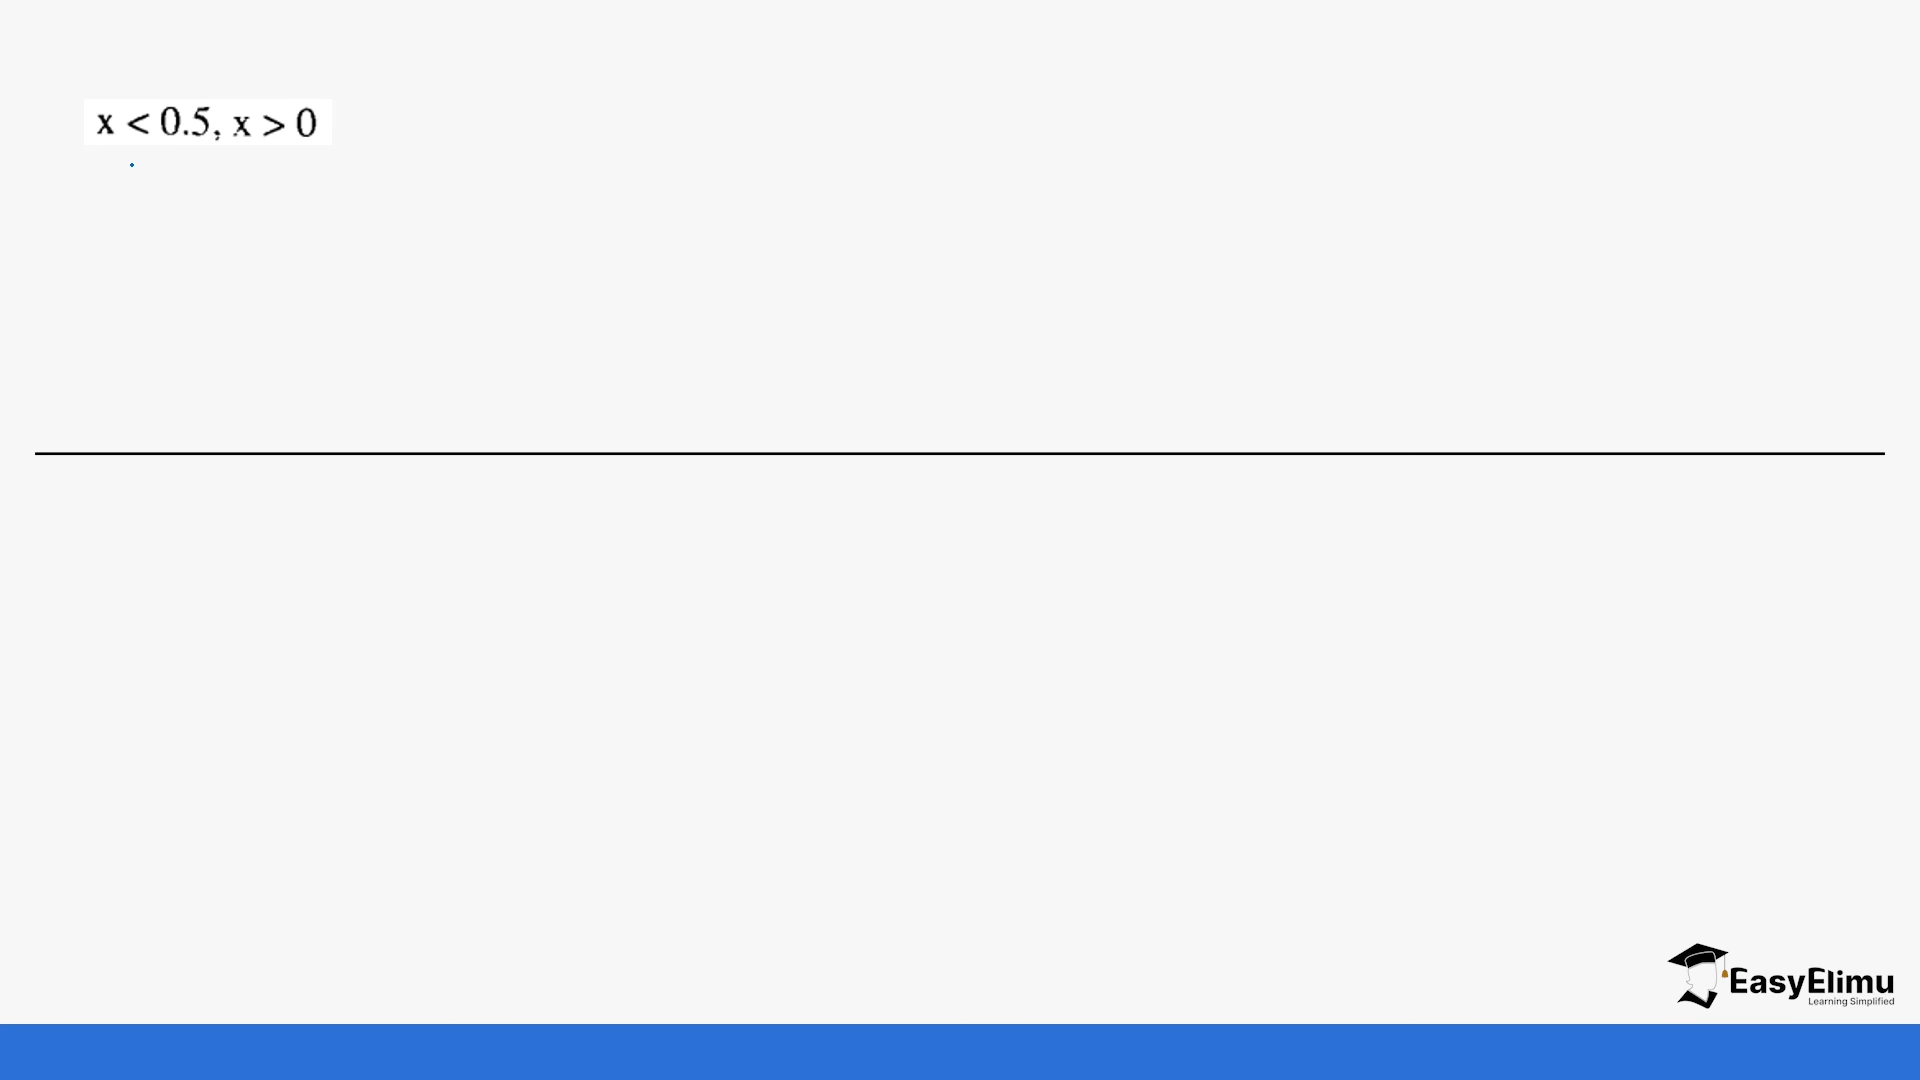 x < 0.5, x > 0
EasyElimu
Learning Simplified